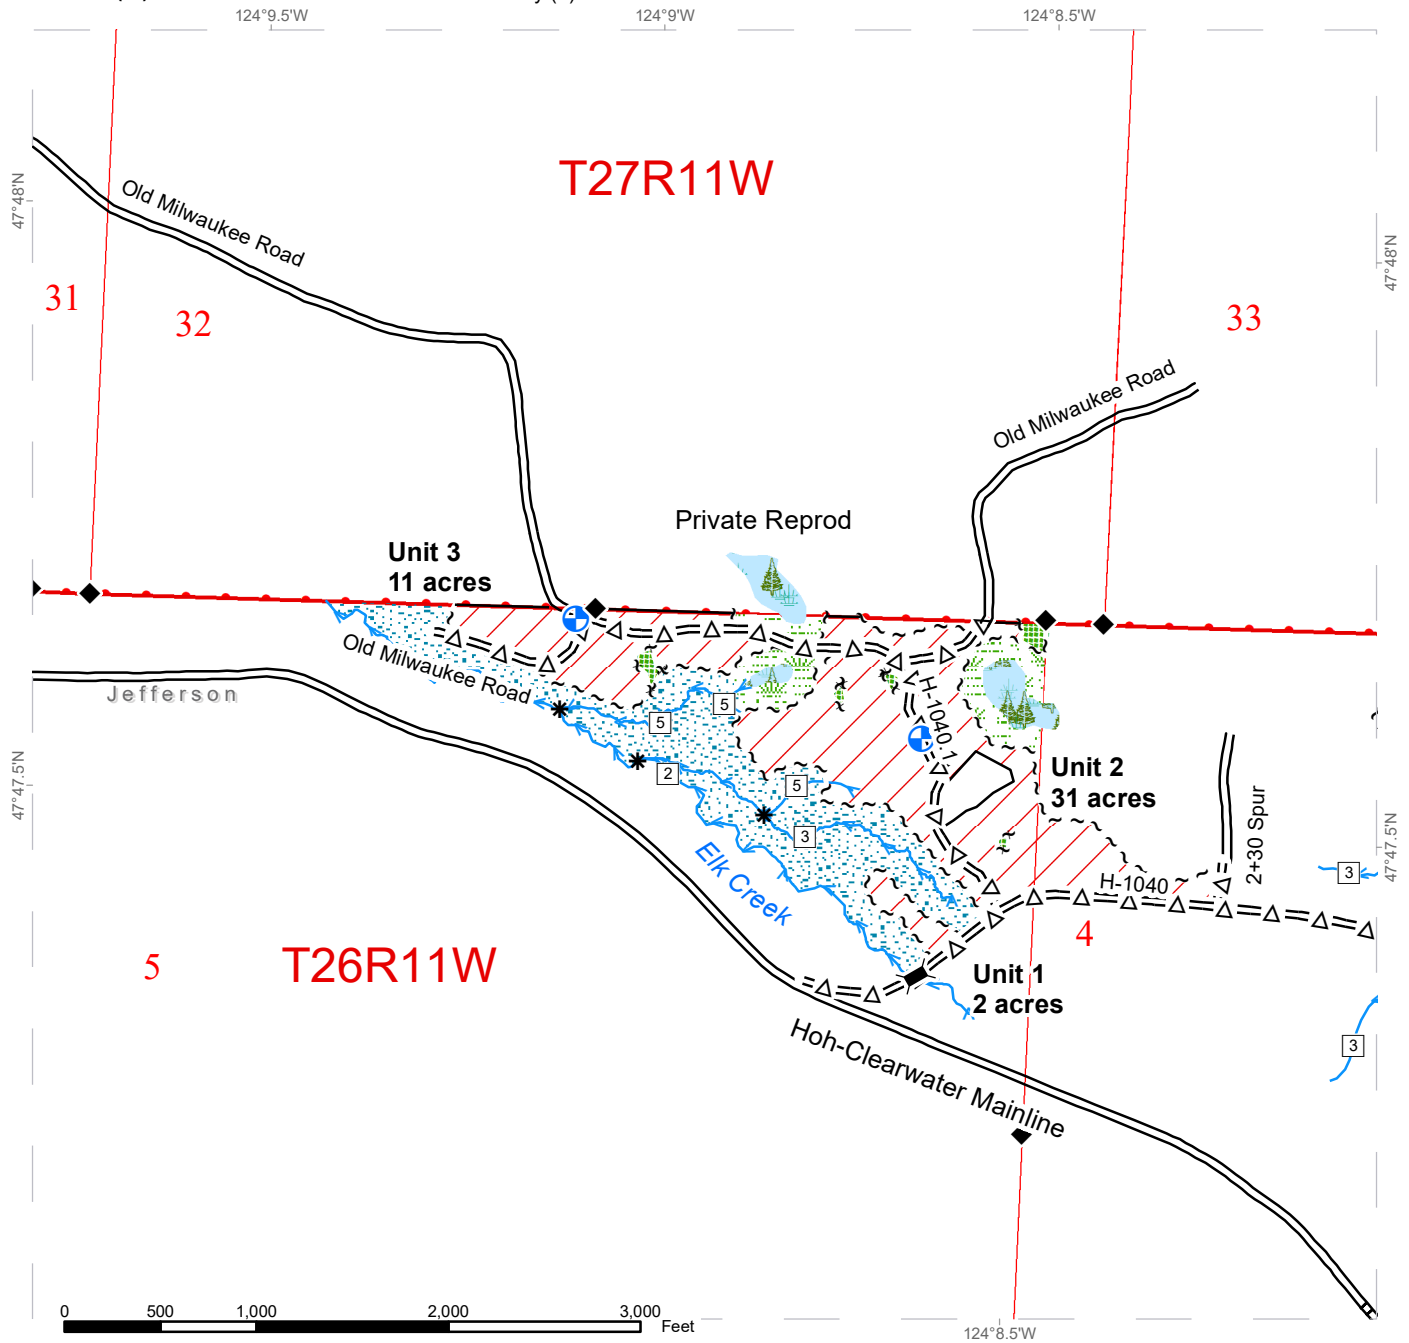 124°9.5'W
124°9'W
124°8.5'W
47°48'N
47°48'N
T27R11W
Old Milwaukee Road
31
32
33
Old Milwaukee Road
Private Reprod
Unit 3
11 acres
Old Milwaukee Road
Jefferson
H-1040.1
5
5
2
5
3
Unit 2
31 acres
47°47.5'N
47°47.5'N
2+30 Spur
Elk Creek
H-1040
3
4
5
T26R11W
Unit 1
2 acres
Hoh-Clearwater Mainline
3
0
500
1,000
2,000
3,000
Feet
124°8.5'W